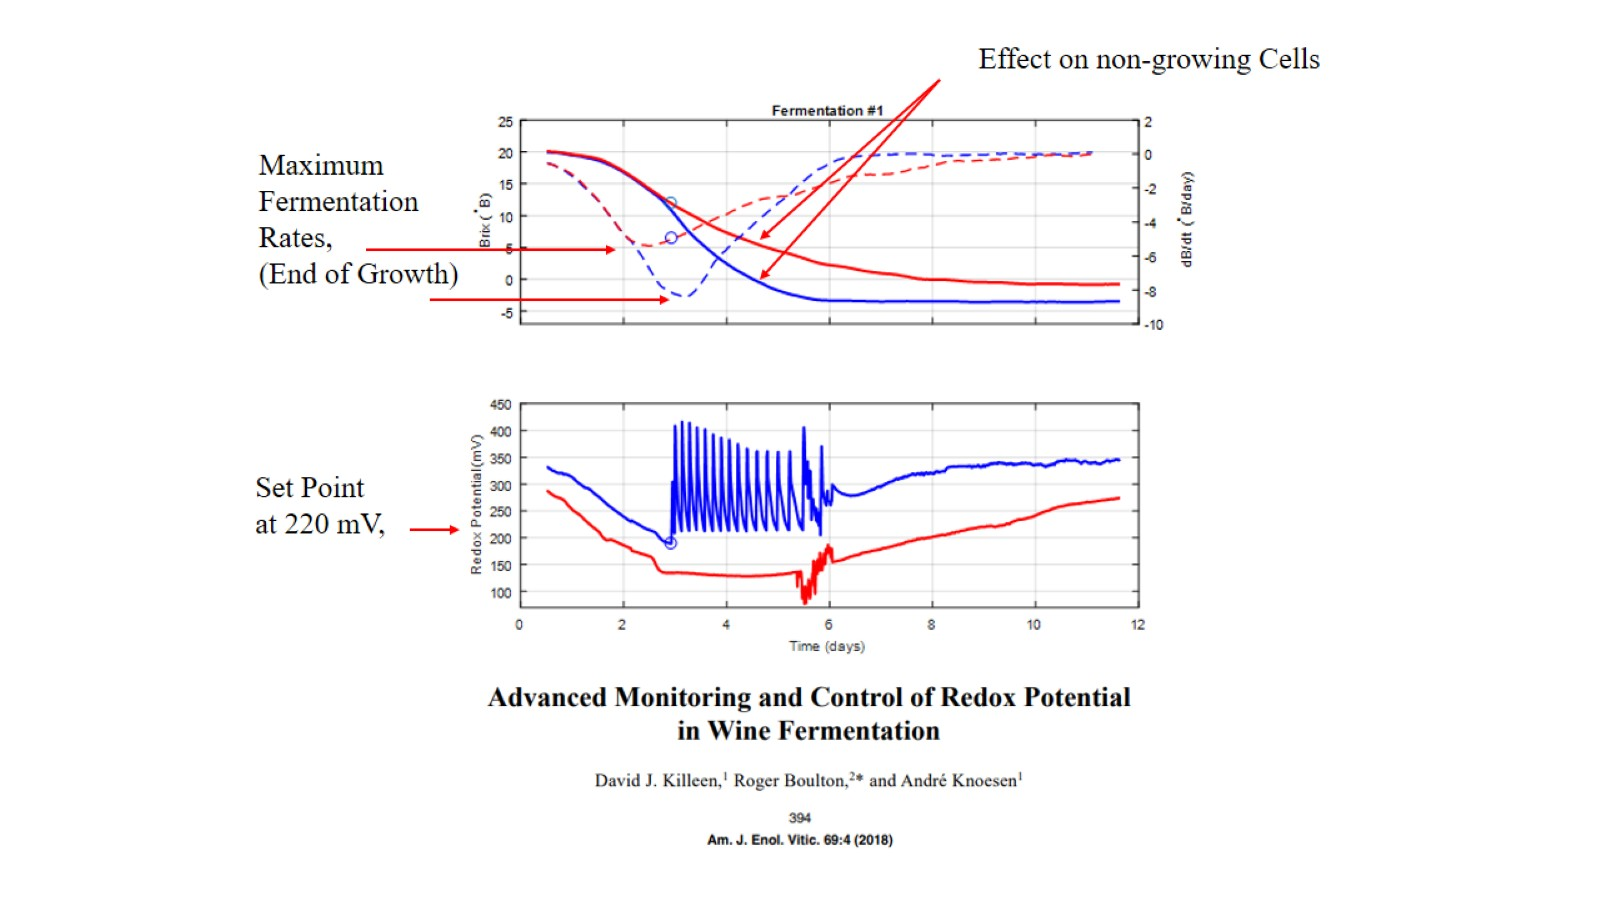 Effect on non-growing Cells
Maximum
Fermentation
Rates,
(End of Growth)
Fermentation #1
25
20
15
10
5
0
-5
Brix(°B)
2
0
-2
-4
-6
-8
-10
dB/dt (°B/day)
Set Point
at 220 mV,
450
400
350
300
250
200
150
100
Redox Potential(mV)
0 2 4 6 8 10 12
Time (days)
Advanced Monitoring and Control of Redox Potential
in Wine Fermentation
David J. Killeen,¹ Roger Boulton,²* and André Knoesen¹
394
Am. J. Enol. Vitic. 69:4 (2018)